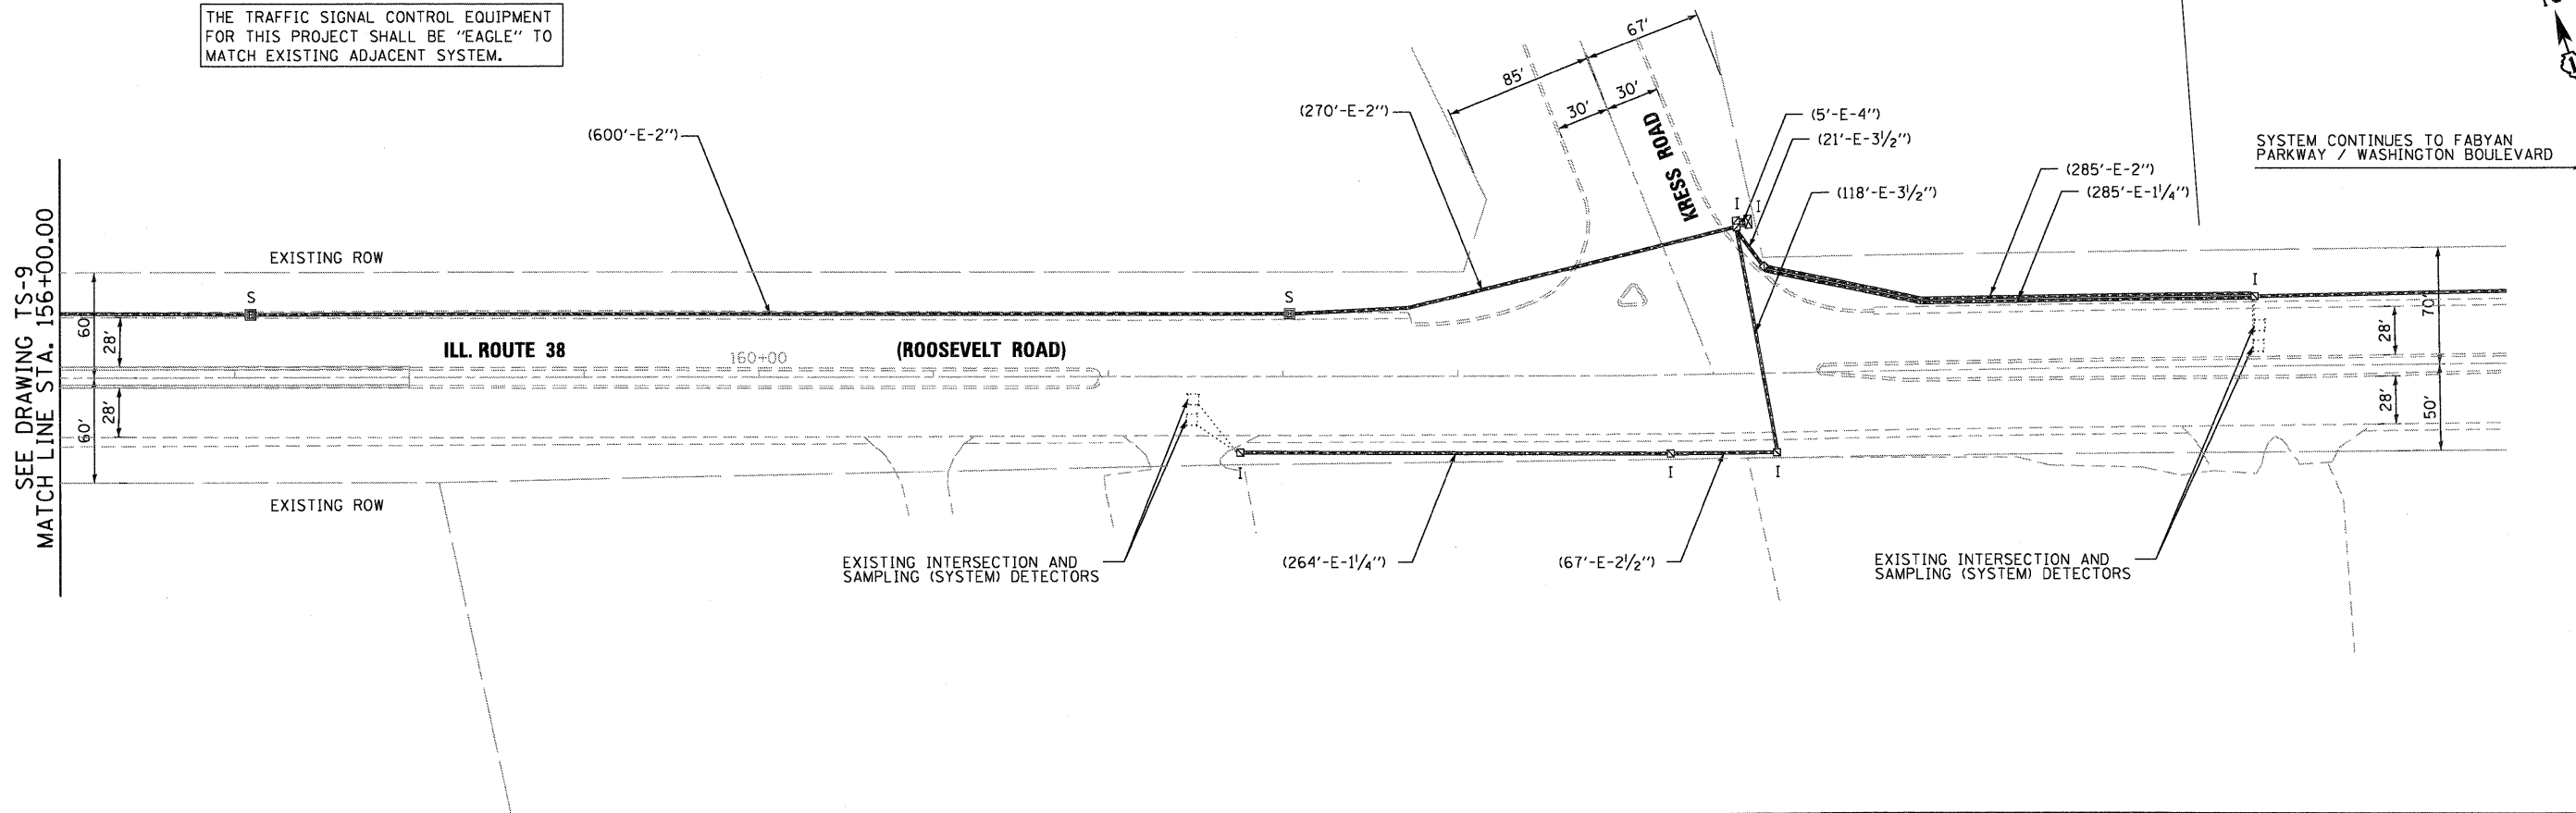 THE TRAFFIC SIGNAL CONTROL EQUIPMENT
FOR THIS PROJECT SHALL BE "EAGLE" TO
MATCH EXISTING ADJACENT SYSTEM.
67'
85'
30'
30'
(270'-E-2")
(600'-E-2")
KRESS ROAD
(5'-E-4")
(21'-E-3½")
(118'-E-3½")
(285'-E-2")
(285'-E-1¼")
SYSTEM CONTINUES TO FABYAN
PARKWAY / WASHINGTON BOULEVARD
SEE DRAWING TS-9
MATCH LINE STA. 156+00.00
EXISTING ROW
S
S
I
I
I
60'
28'
ILL. ROUTE 38
160+00
(ROOSEVELT ROAD)
28'
70'
60'
28'
28'
50'
I
I
I
EXISTING ROW
EXISTING INTERSECTION AND
SAMPLING (SYSTEM) DETECTORS
(264'-E-1¼")
(67'-E-2½")
EXISTING INTERSECTION AND
SAMPLING (SYSTEM) DETECTORS